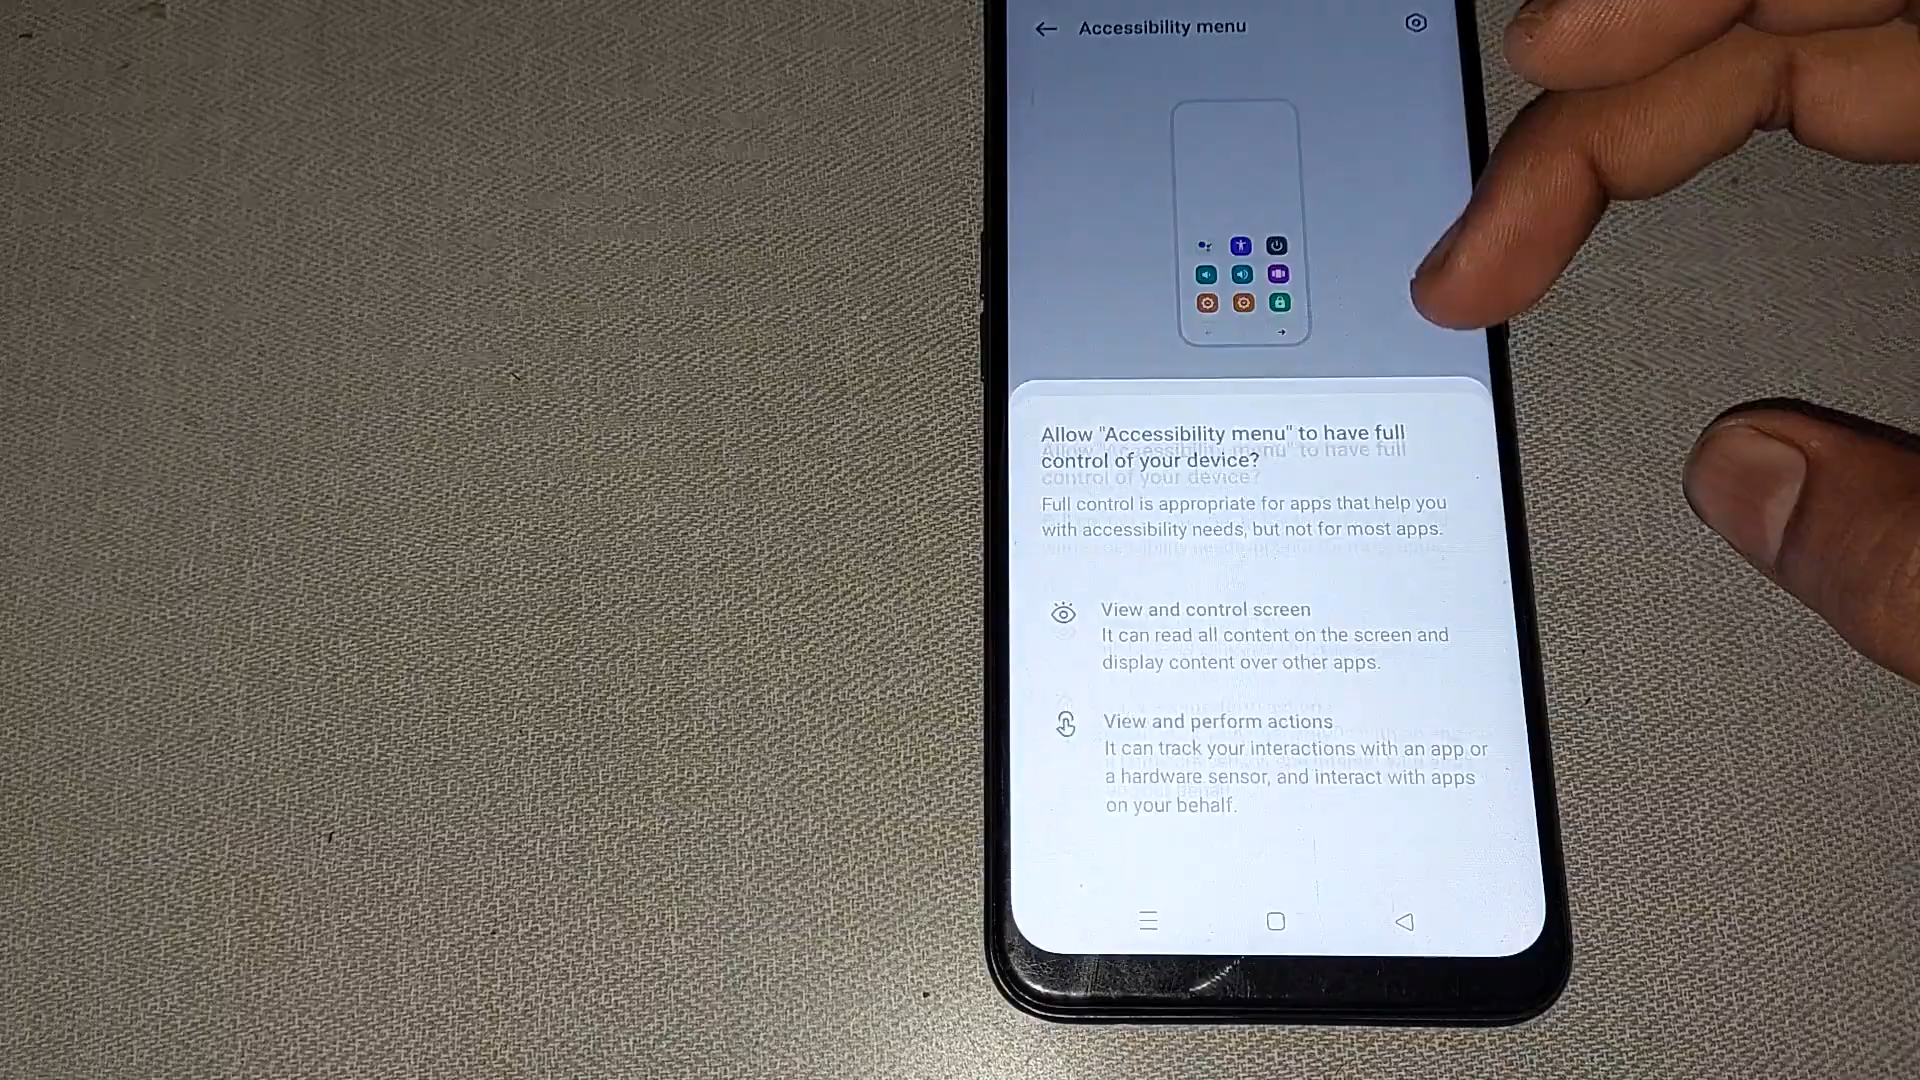 Accessibility menu
Allow "Accessibility menu" to have full
control of your device?
Full control is appropriate for apps that help you
with accessibility needs, but not for most apps.
View and control screen
It can read all content on the screen and
display content over other apps.
View and perform actions
It can track your interactions with an app or
a hardware sensor, and interact with apps
on your behalf.